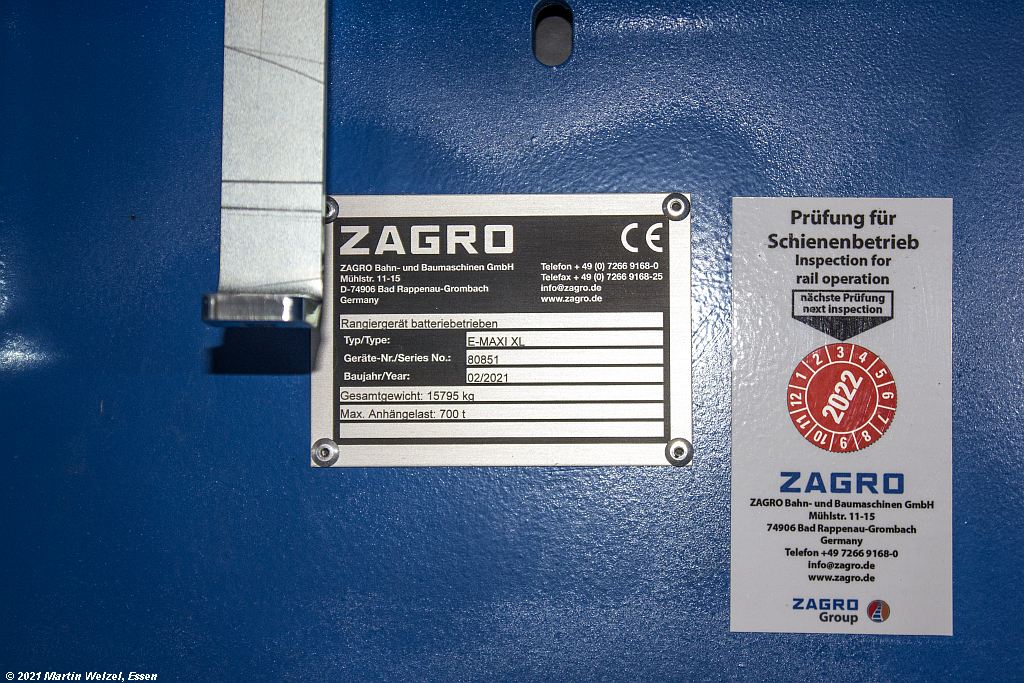 ZAGRO
CE
ZAGRO Bahn- und Baumaschinen GmbH
Mühlstr. 11-15
D-74906 Bad Rappenau-Grombach
Germany
Telefon + 49 (0) 7266 9168-0
Telefax + 49 (0) 7266 9168-25
info@zagro.de
www.zagro.de
Rangiergerät batteriebetrieben
Typ/Type: E-MAXI XL
Geräte-Nr./Series No.: 80851
Baujahr/Year: 02/2021
Gesamtgewicht: 15795 kg
Max. Anhängelast: 700 t
Prüfung für
Schienenbetrieb
Inspection for
rail operation
nächste Prüfung
next inspection
1 2 3 4 5 6 7 8 9 10 11 12
2022
ZAGRO
ZAGRO Bahn- und Baumaschinen GmbH
Mühlstr. 11-15
74906 Bad Rappenau-Grombach
Germany
Telefon +49 7266 9168-0
info@zagro.de
www.zagro.de
ZAGRO
Group
© 2021 Martin Welzel, Essen